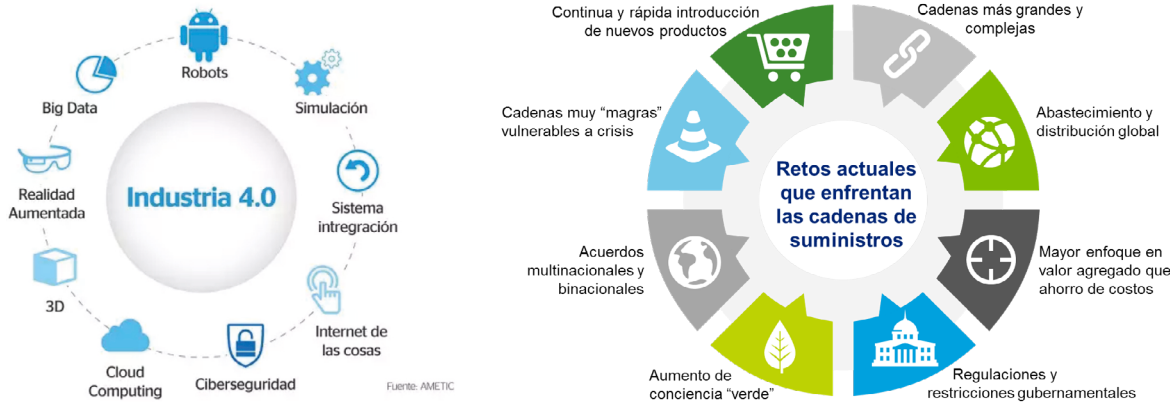 Industria 4.0
Robots
Simulación
Sistema
intregración
Internet de
las cosas
Ciberseguridad
Cloud
Computing
3D
Realidad
Aumentada
Big Data
Fuente: AMETIC
Retos actuales
que enfrentan
las cadenas de
suministros
Continua y rápida introducción
de nuevos productos
Cadenas más grandes y
complejas
Abastecimiento y
distribución global
Mayor enfoque en
valor agregado que
ahorro de costos
Regulaciones y
restricciones gubernamentales
Aumento de
conciencia “verde”
Acuerdos
multinacionales y
binacionales
Cadenas muy “magras”
vulnerables a crisis